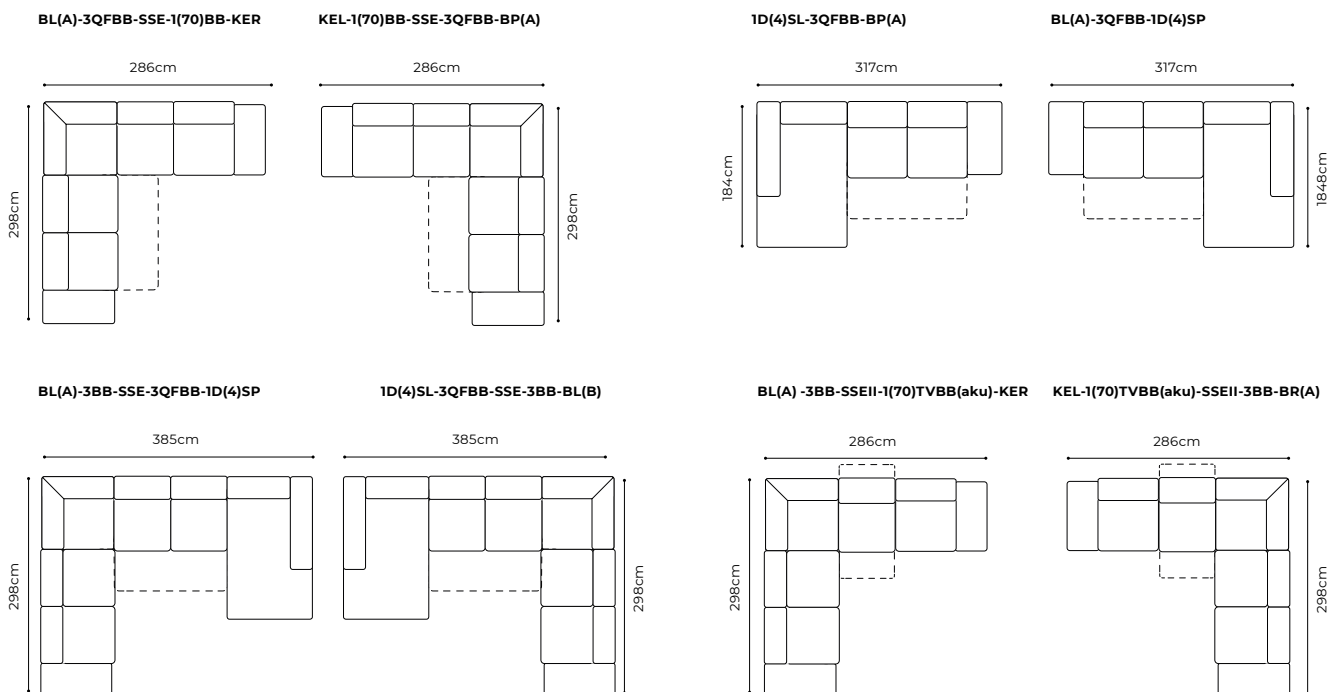 BL(A)-3QFBB-SSE-1(70)BB-KER
KEL-1(70)BB-SSE-3QFBB-BP(A)
1D(4)SL-3QFBB-BP(A)
BL(A)-3QFBB-1D(4)SP
286cm
286cm
317cm
317cm
298cm
298cm
184cm
1848cm
BL(A)-3BB-SSE-3QFBB-1D(4)SP
1D(4)SL-3QFBB-SSE-3BB-BL(B)
BL(A) -3BB-SSEII-1(70)TVBB(aku)-KER
KEL-1(70)TVBB(aku)-SSEII-3BB-BR(A)
385cm
385cm
286cm
286cm
298cm
298cm
298cm
298cm